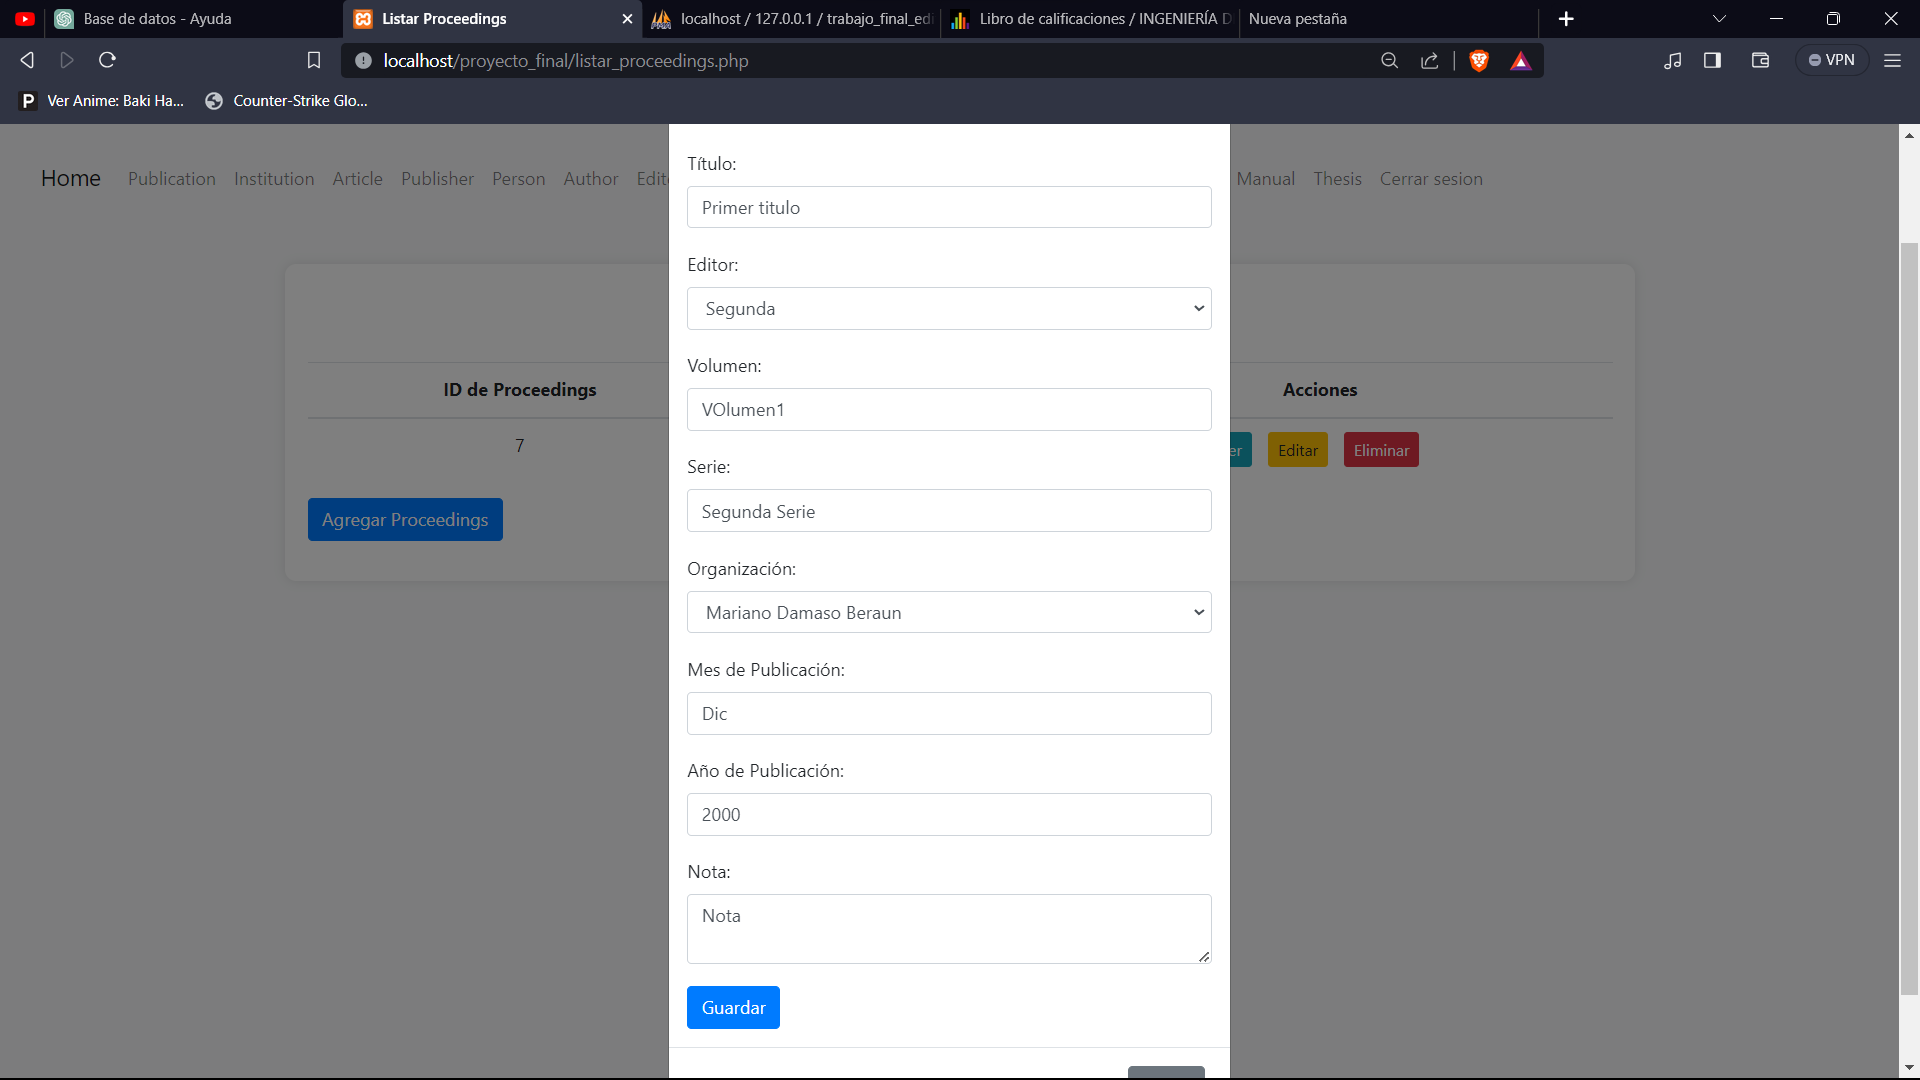 Base de datos - Ayuda
Listar Proceedings
localhost / 127.0.0.1 / trabajo_final_edi
Libro de calificaciones / INGENIERÍA D
Nueva pestaña
localhost/proyecto_final/listar_proceedings.php
VPN
Ver Anime: Baki Ha...
Counter-Strike Glo...
Home Publication Institution Article Publisher Person Author Edit Manual Thesis Cerrar sesion
Título:
Primer titulo
Editor:
Segunda
Volumen:
VOlumen1
Serie:
Segunda Serie
Organización:
Mariano Damaso Beraun
Mes de Publicación:
Dic
Año de Publicación:
2000
Nota:
Nota
Guardar
ID de Proceedings
Acciones
7
er Editar Eliminar
Agregar Proceedings